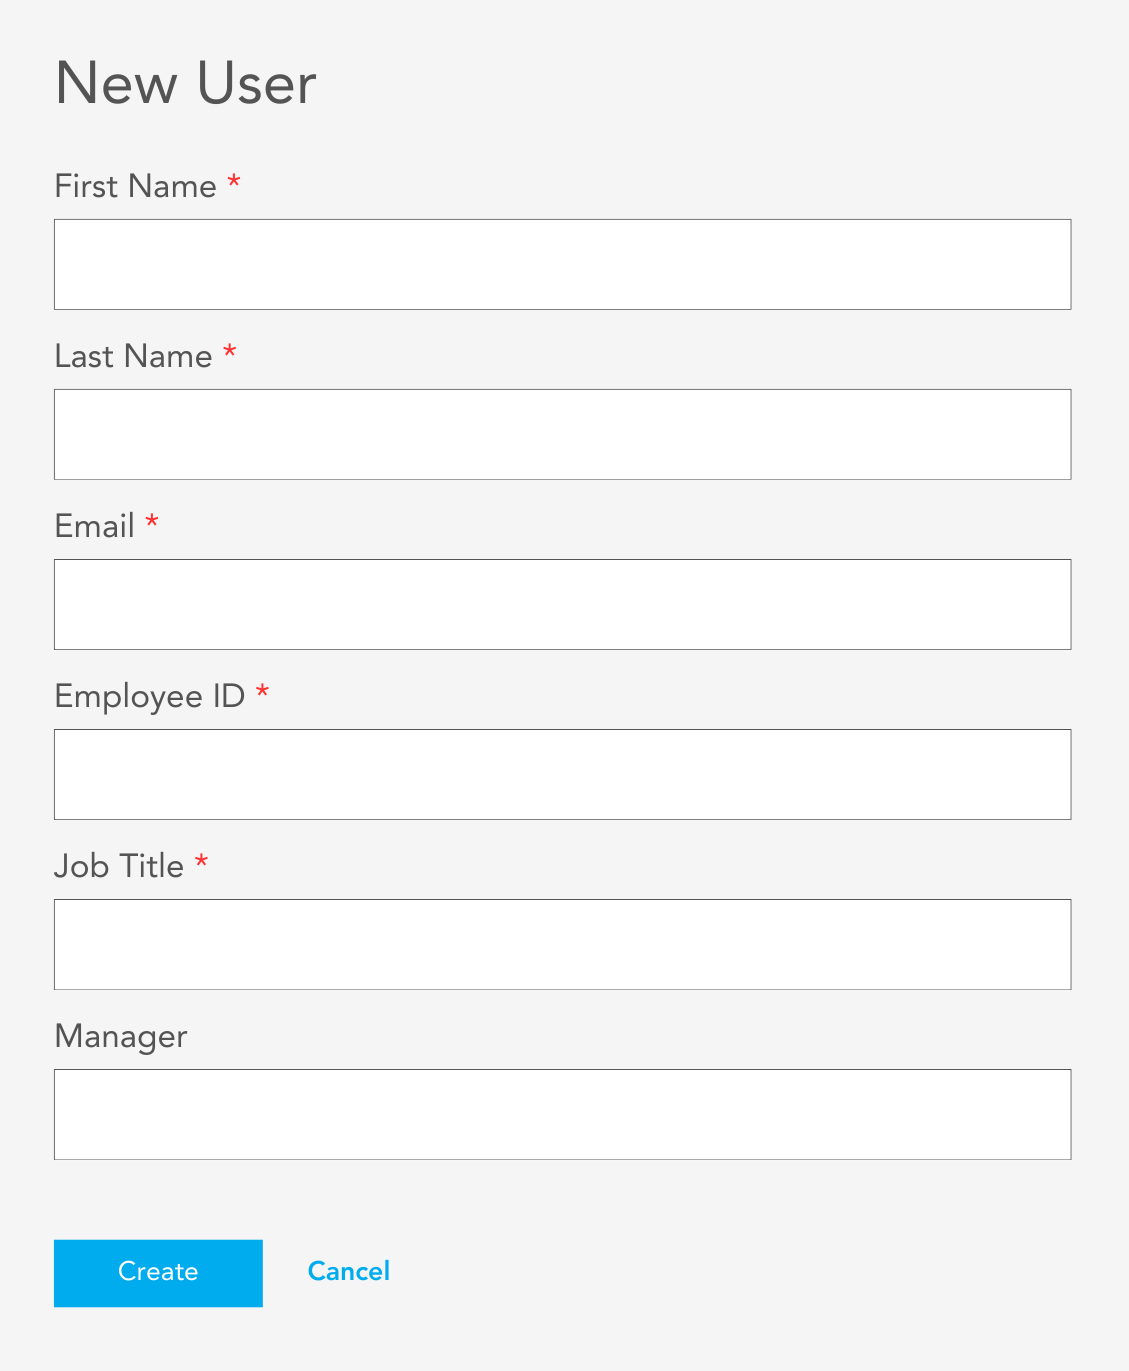 New User
First Name *
Last Name *
Email *
Employee ID *
Job Title *
Manager
Create
Cancel